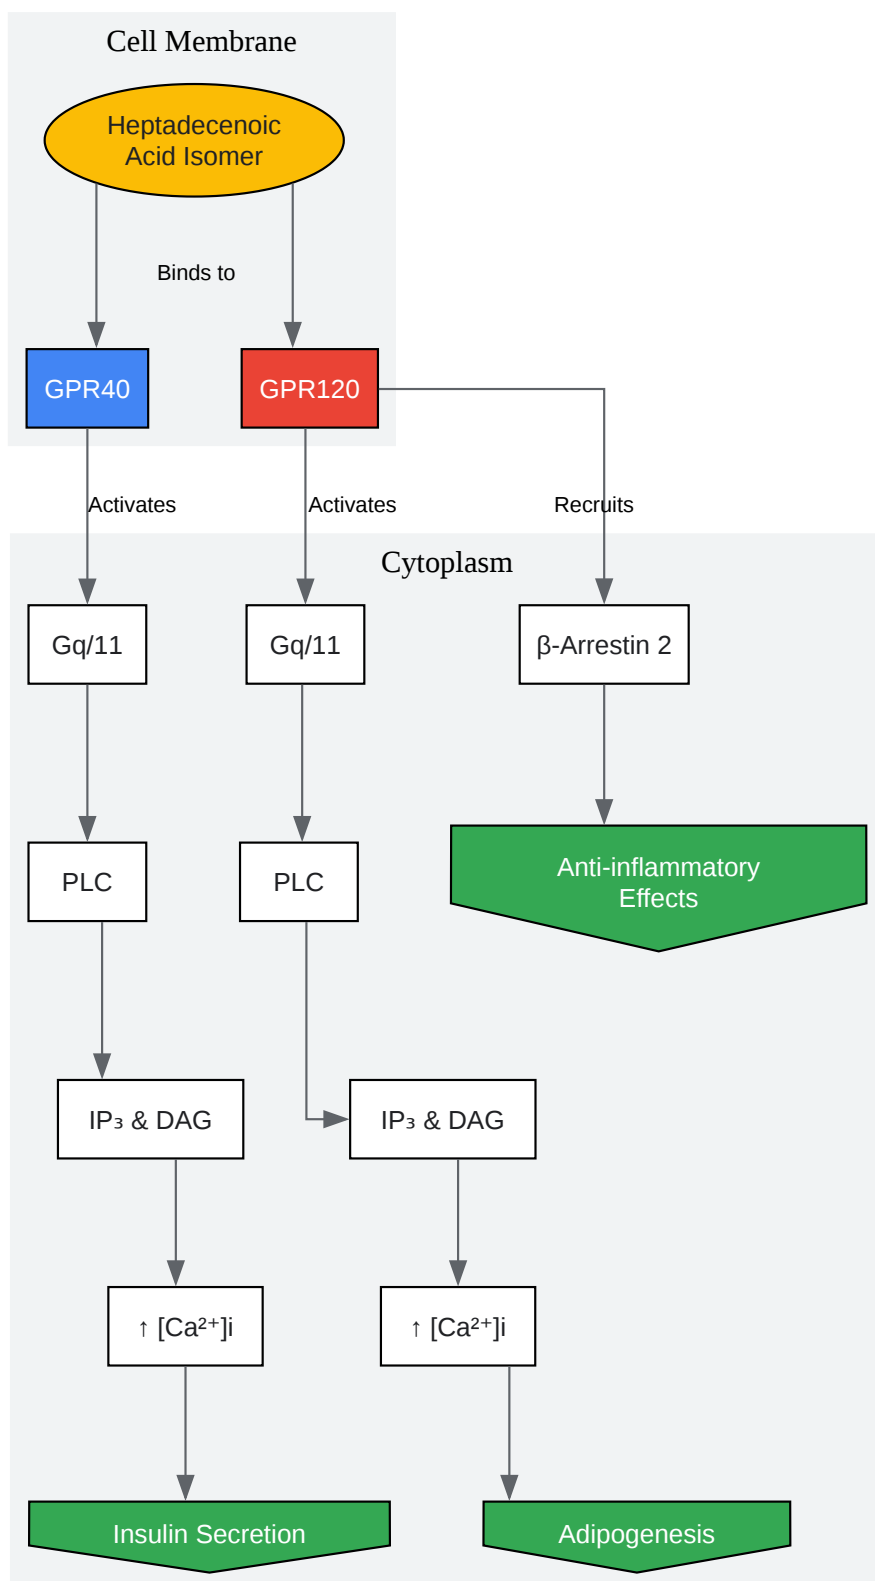 Cell Membrane
Heptadecenoic
Acid Isomer
Binds to
GPR40
GPR120
Activates
Activates
Recruits
Cytoplasm
Gq/11
Gq/11
β-Arrestin 2
PLC
PLC
Anti-inflammatory
Effects
IP₃ & DAG
IP₃ & DAG
↑ [Ca²⁺]i
↑ [Ca²⁺]i
Insulin Secretion
Adipogenesis